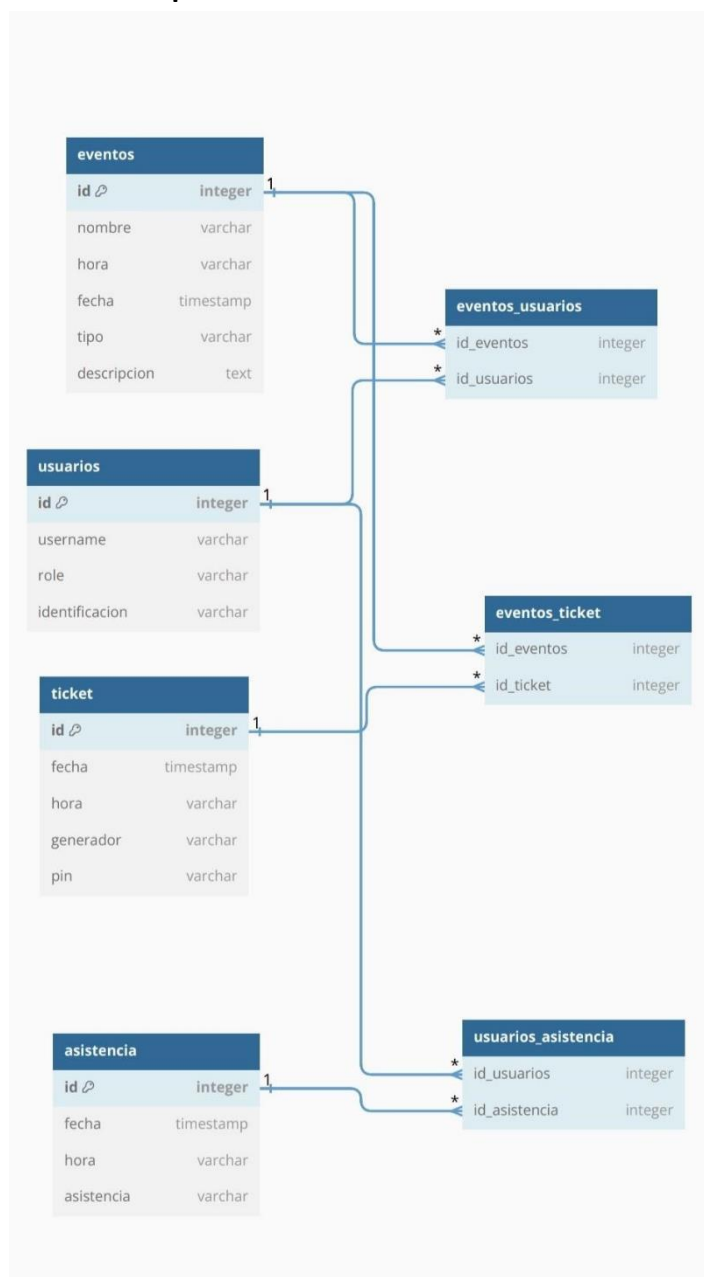 eventos
id integer
nombre varchar
hora varchar
fecha timestamp
tipo varchar
descripcion text
1
eventos_usuarios
* id_eventos integer
* id_usuarios integer
usuarios
id integer
username varchar
role varchar
identificacion varchar
1
eventos_ticket
* id_eventos integer
* id_ticket integer
ticket
id integer
fecha timestamp
hora varchar
generador varchar
pin varchar
1
usuarios_asistencia
* id_usuarios integer
* id_asistencia integer
asistencia
id integer
fecha timestamp
hora varchar
asistencia varchar
1